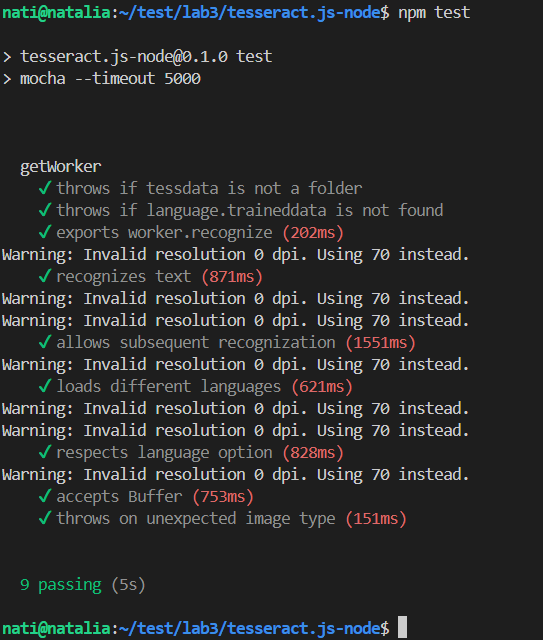 nati@natalia:~/test/lab3/tesseract.js-node$ npm test
> tesseract.js-node@0.1.0 test
> mocha --timeout 5000
getWorker
✓ throws if tessdata is not a folder
✓ throws if language.traineddata is not found
✓ exports worker.recognize (202ms)
Warning: Invalid resolution 0 dpi. Using 70 instead.
✓ recognizes text (871ms)
Warning: Invalid resolution 0 dpi. Using 70 instead.
Warning: Invalid resolution 0 dpi. Using 70 instead.
✓ allows subsequent recognization (1551ms)
Warning: Invalid resolution 0 dpi. Using 70 instead.
✓ loads different languages (621ms)
Warning: Invalid resolution 0 dpi. Using 70 instead.
Warning: Invalid resolution 0 dpi. Using 70 instead.
✓ respects language option (828ms)
Warning: Invalid resolution 0 dpi. Using 70 instead.
✓ accepts Buffer (753ms)
✓ throws on unexpected image type (151ms)
9 passing (5s)
nati@natalia:~/test/lab3/tesseract.js-node$